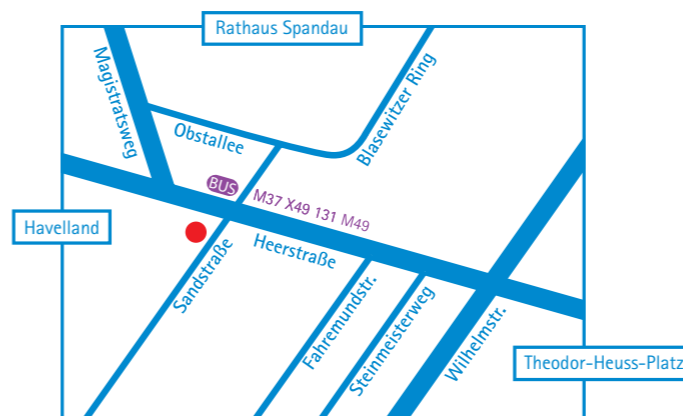 Rathaus Spandau
Magistratsweg
Obstallee
Blasewitzer Ring
BUS
M37 X49 131 M49
Havelland
Heerstraße
Sandstraße
Fahremundstr.
Steinmeisterweg
Wilhelmstr.
Theodor-Heuss-Platz